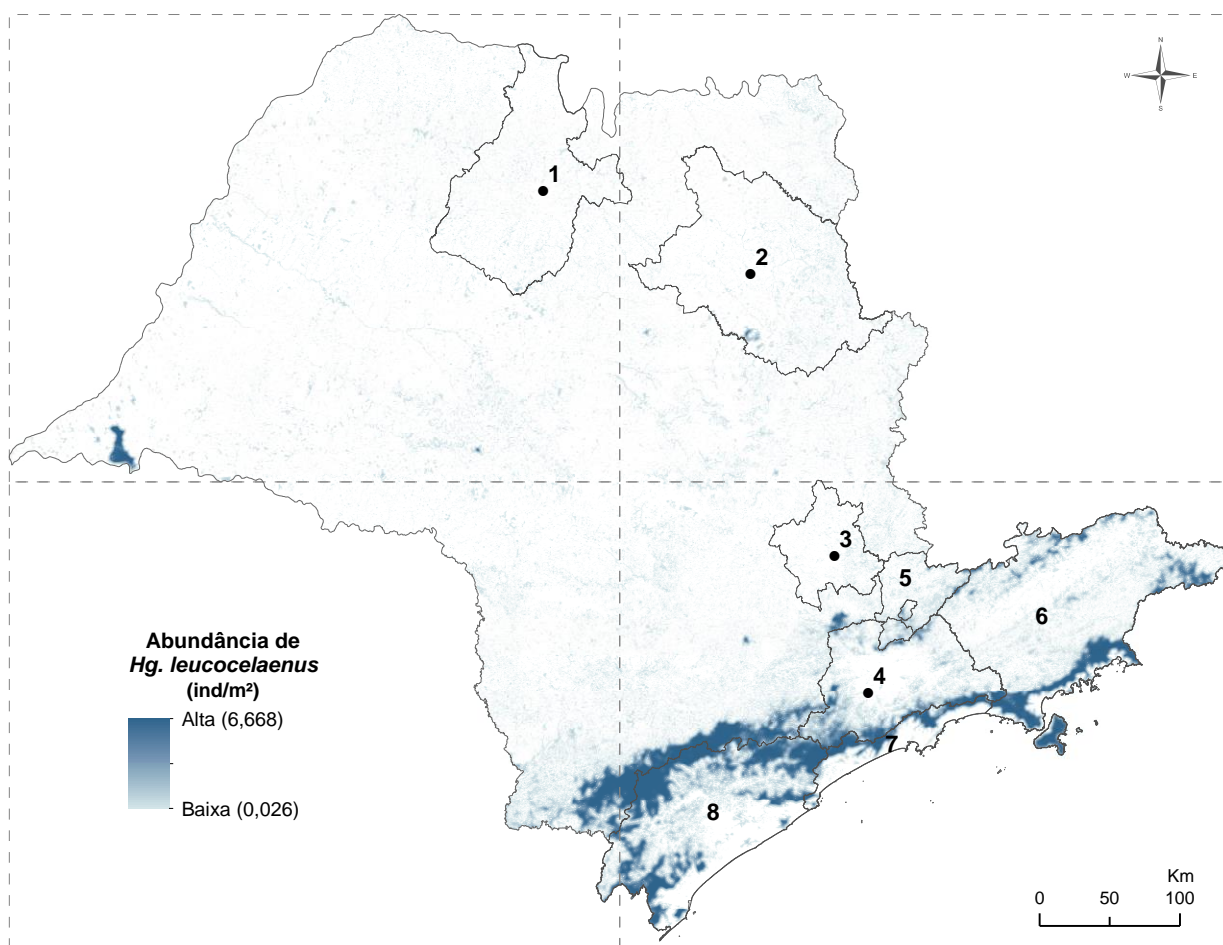 N
W E
S
1
2
3
5
6
4
7
8
Abundância de
Hg. leucocelaenus
(ind/m²)
Alta (6,668)
Baixa (0,026)
Km
0 50 100